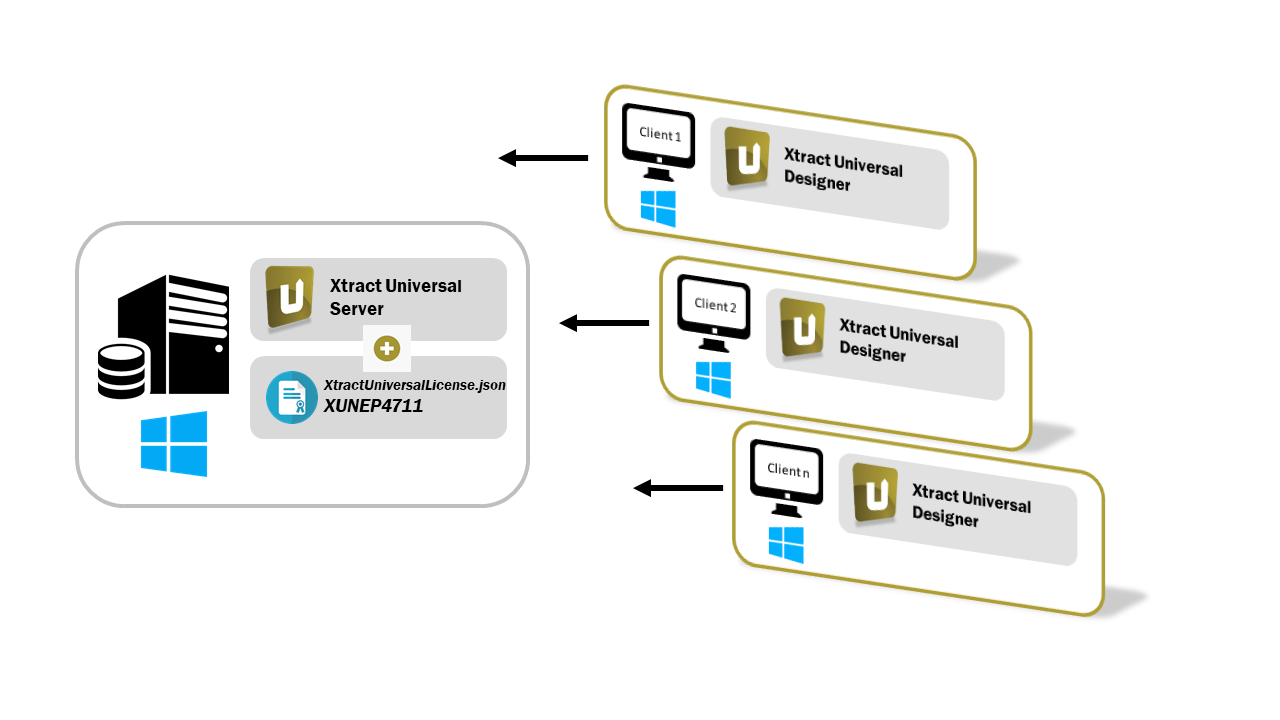 Client 1
Xtract Universal
Designer
Xtract Universal
Server
XtractUniversalLicense.json
XUNEP4711
Client 2
Xtract Universal
Designer
Client n
Xtract Universal
Designer